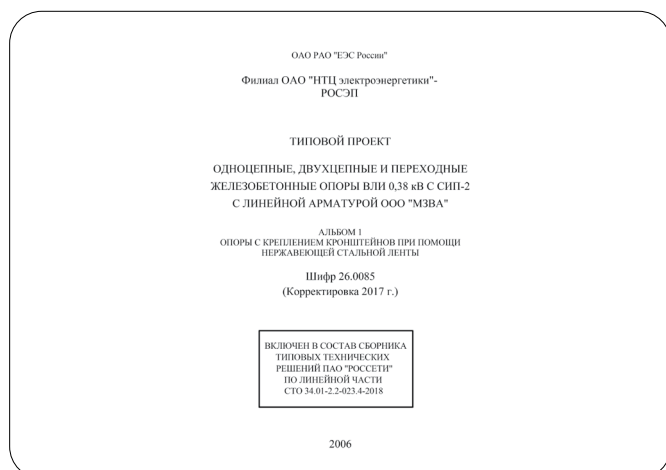 ОАО РАО "ЕЭС России"
Филиал ОАО "НТЦ электроэнергетики"-
РОСЭП
ТИПОВОЙ ПРОЕКТ
ОДНОЦЕПНЫЕ, ДВУХЦЕПНЫЕ И ПЕРЕХОДНЫЕ
ЖЕЛЕЗОБЕТОННЫЕ ОПОРЫ ВЛИ 0,38 кВ С СИП-2
С ЛИНЕЙНОЙ АРМАТУРОЙ ООО "МЗВА"
АЛЬБОМ 1
ОПОРЫ С КРЕПЛЕНИЕМ КРОНШТЕЙНОВ ПРИ ПОМОЩИ
НЕРЖАВЕЮЩЕЙ СТАЛЬНОЙ ЛЕНТЫ
Шифр 26.0085
(Корректировка 2017 г.)
ВКЛЮЧЕН В СОСТАВ СБОРНИКА
ТИПОВЫХ ТЕХНИЧЕСКИХ
РЕШЕНИЙ ПАО "РОССЕТИ"
ПО ЛИНЕЙНОЙ ЧАСТИ
СТО 34.01-2.2-023.4-2018
2006